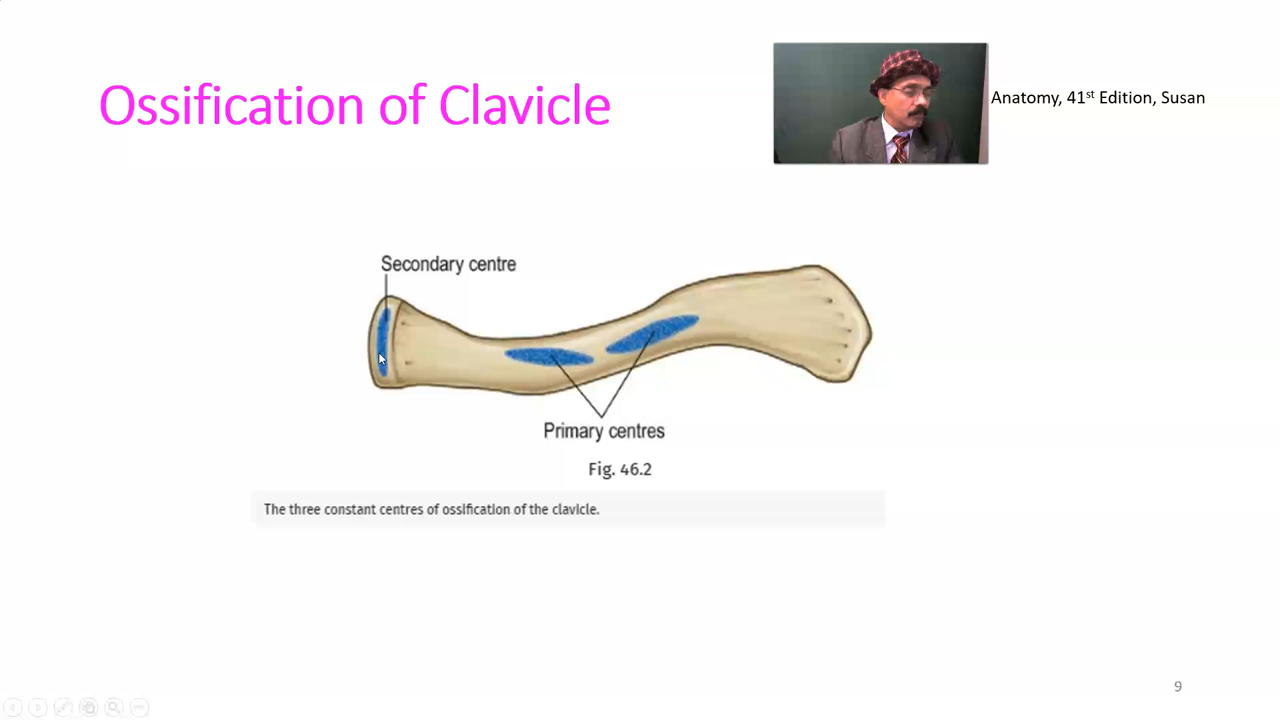 Ossification of Clavicle
Anatomy, 41st Edition, Susan
Secondary centre
Primary centres
Fig. 46.2
The three constant centres of ossification of the clavicle.
9